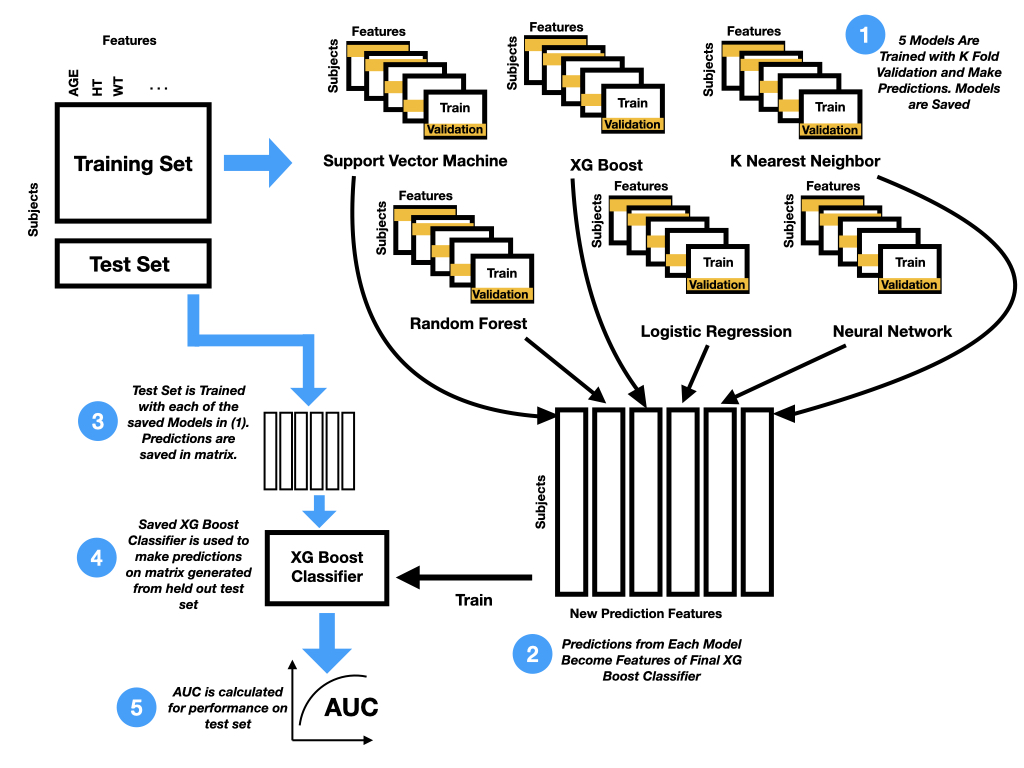 Features
AGE
HT
WT
. . .
Subjects
Training Set
Test Set
Features
Subjects
Train
Validation
Support Vector Machine
Features
Subjects
Train
Validation
XG Boost
Features
Subjects
Train
Validation
K Nearest Neighbor
1
5 Models Are
Trained with K Fold
Validation and Make
Predictions. Models
are Saved
Features
Subjects
Train
Validation
Random Forest
Features
Subjects
Train
Validation
Logistic Regression
Features
Subjects
Train
Validation
Neural Network
3
Test Set is Trained
with each of the
saved Models in (1).
Predictions are
saved in matrix.
Subjects
New Prediction Features
4
Saved XG Boost
Classifier is used to
make predictions
on matrix generated
from held out test
set
XG Boost
Classifier
Train
2
Predictions from Each Model
Become Features of Final XG
Boost Classifier
5
AUC is calculated
for performance on
test set
AUC